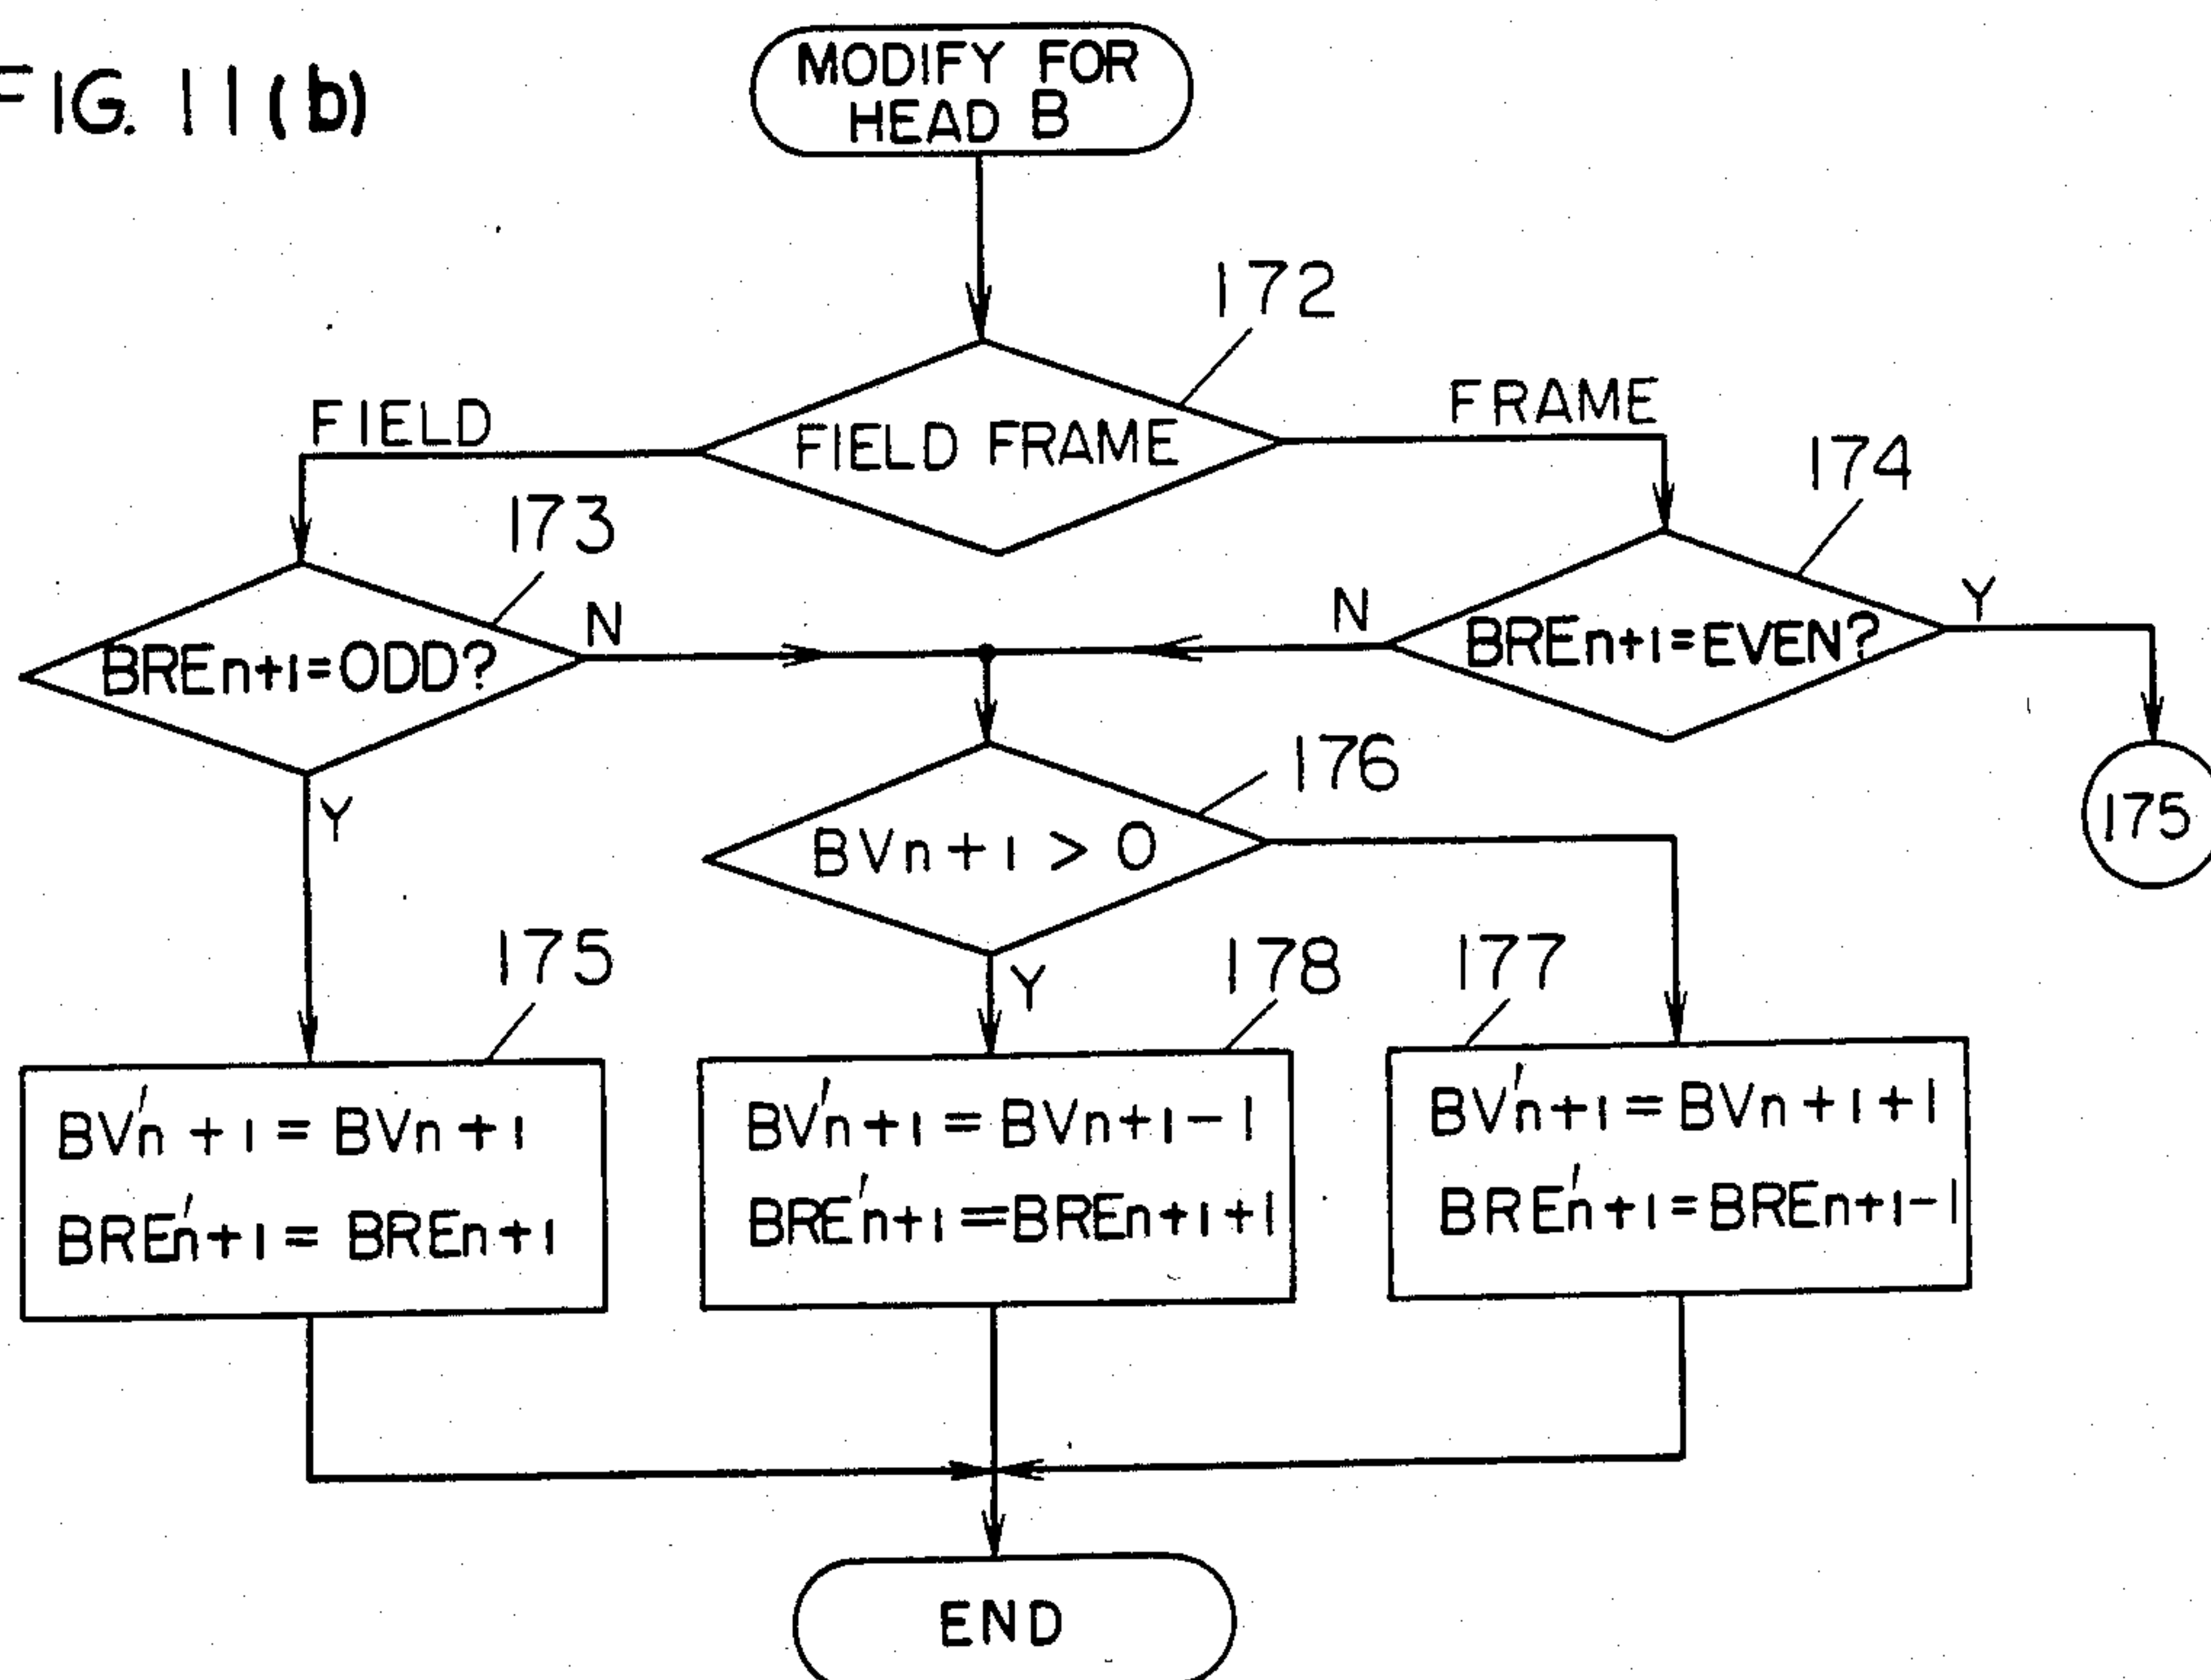 FIG. 11(b)
MODIFY FOR
HEAD B
172
FIELD
FIELD FRAME
FRAME
173
174
BREn+1=ODD?
N
N
BREn+1=EVEN?
Y
Y
176
BVn+1 > 0
175
175
Y
178
177
BV'n+1 = BVn+1
BRE'n+1 = BREn+1
BV'n+1 = BVn+1-1
BRE'n+1 = BREn+1+1
BV'n+1 = BVn+1+1
BRE'n+1 = BREn+1-1
END